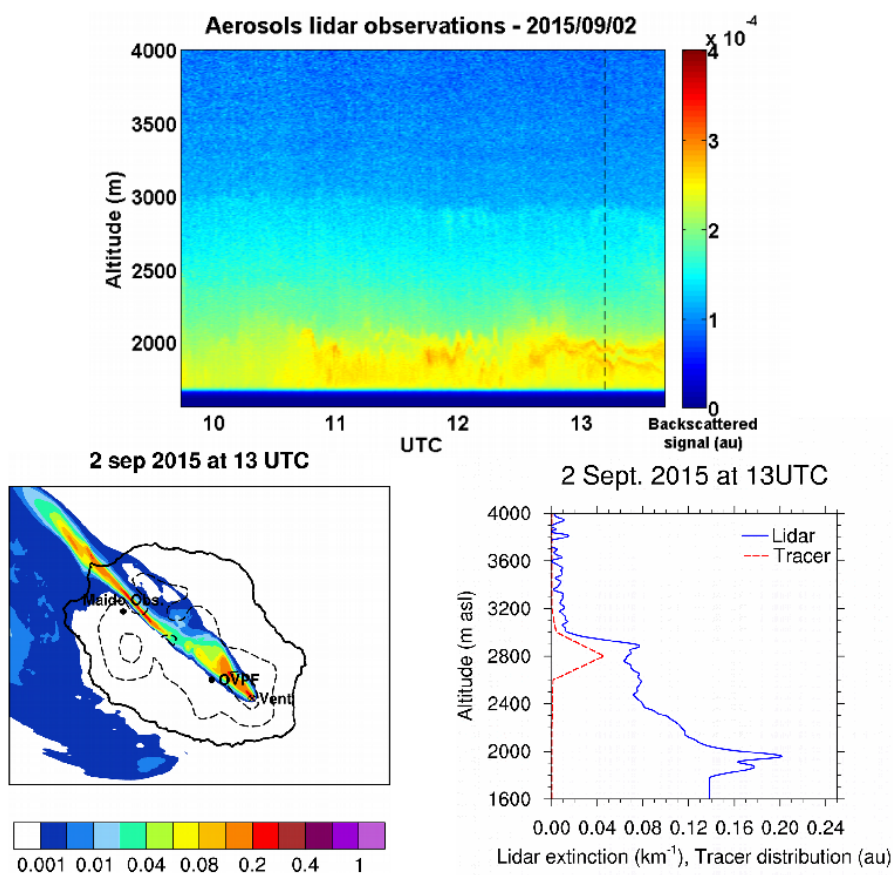 Aerosols lidar observations - 2015/09/02
x 10⁻⁴
4000
3500
3000
2500
2000
Altitude (m)
10
11
12
13
UTC
4
3
2
1
0
Backscattered
signal (au)
2 sep 2015 at 13 UTC
Maido Obs.
OVPF
Vent
0.001
0.01
0.04
0.08
0.2
0.4
1
2 Sept. 2015 at 13UTC
Lidar
Tracer
4000
3600
3200
2800
2400
2000
1600
Altitude (m asl)
0.00
0.04
0.08
0.12
0.16
0.20
0.24
Lidar extinction (km⁻¹), Tracer distribution (au)